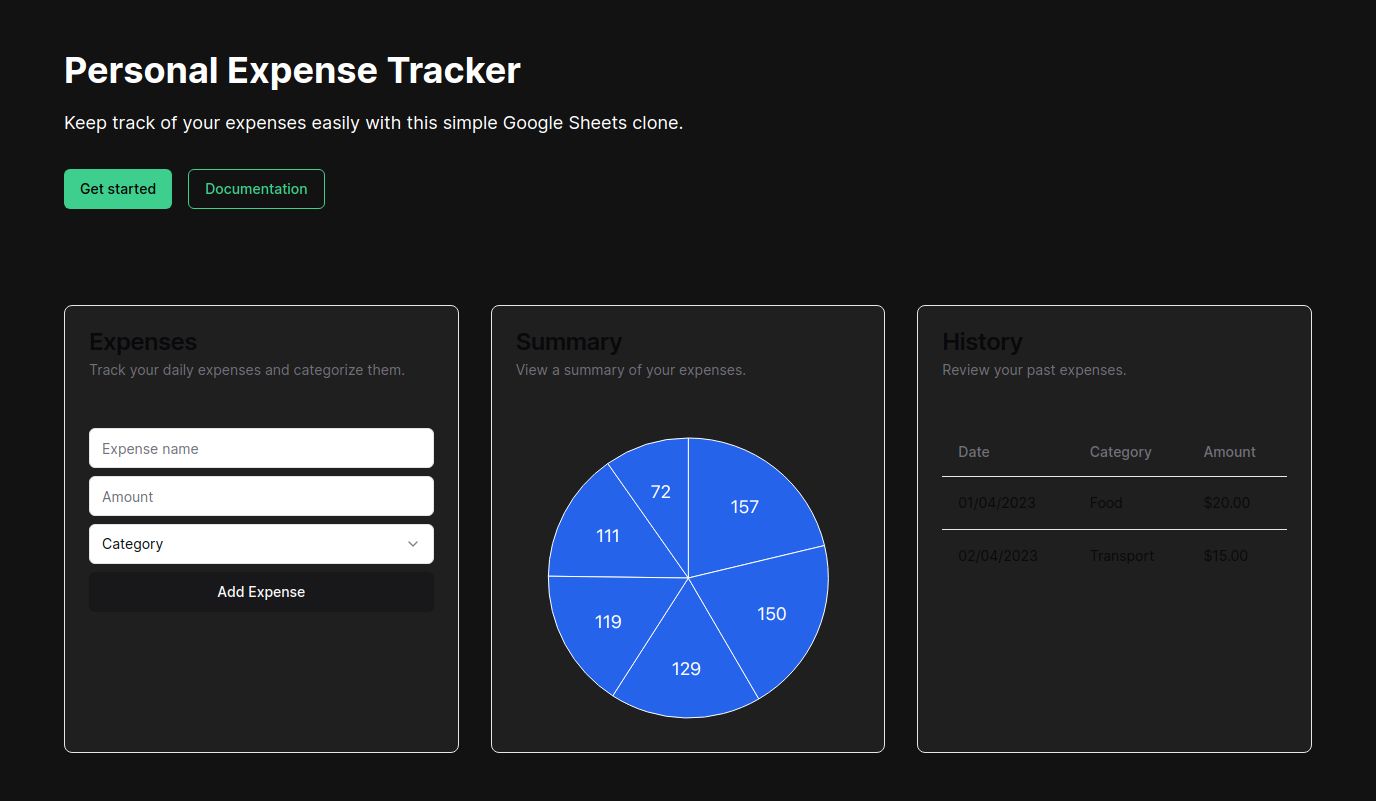 Personal Expense Tracker
Keep track of your expenses easily with this simple Google Sheets clone.
Get started
Documentation
Expenses
Track your daily expenses and categorize them.
Expense name
Amount
Category
Add Expense
Summary
View a summary of your expenses.
72
157
111
150
119
129
History
Review your past expenses.
Date Category Amount
01/04/2023 Food $20.00
02/04/2023 Transport $15.00